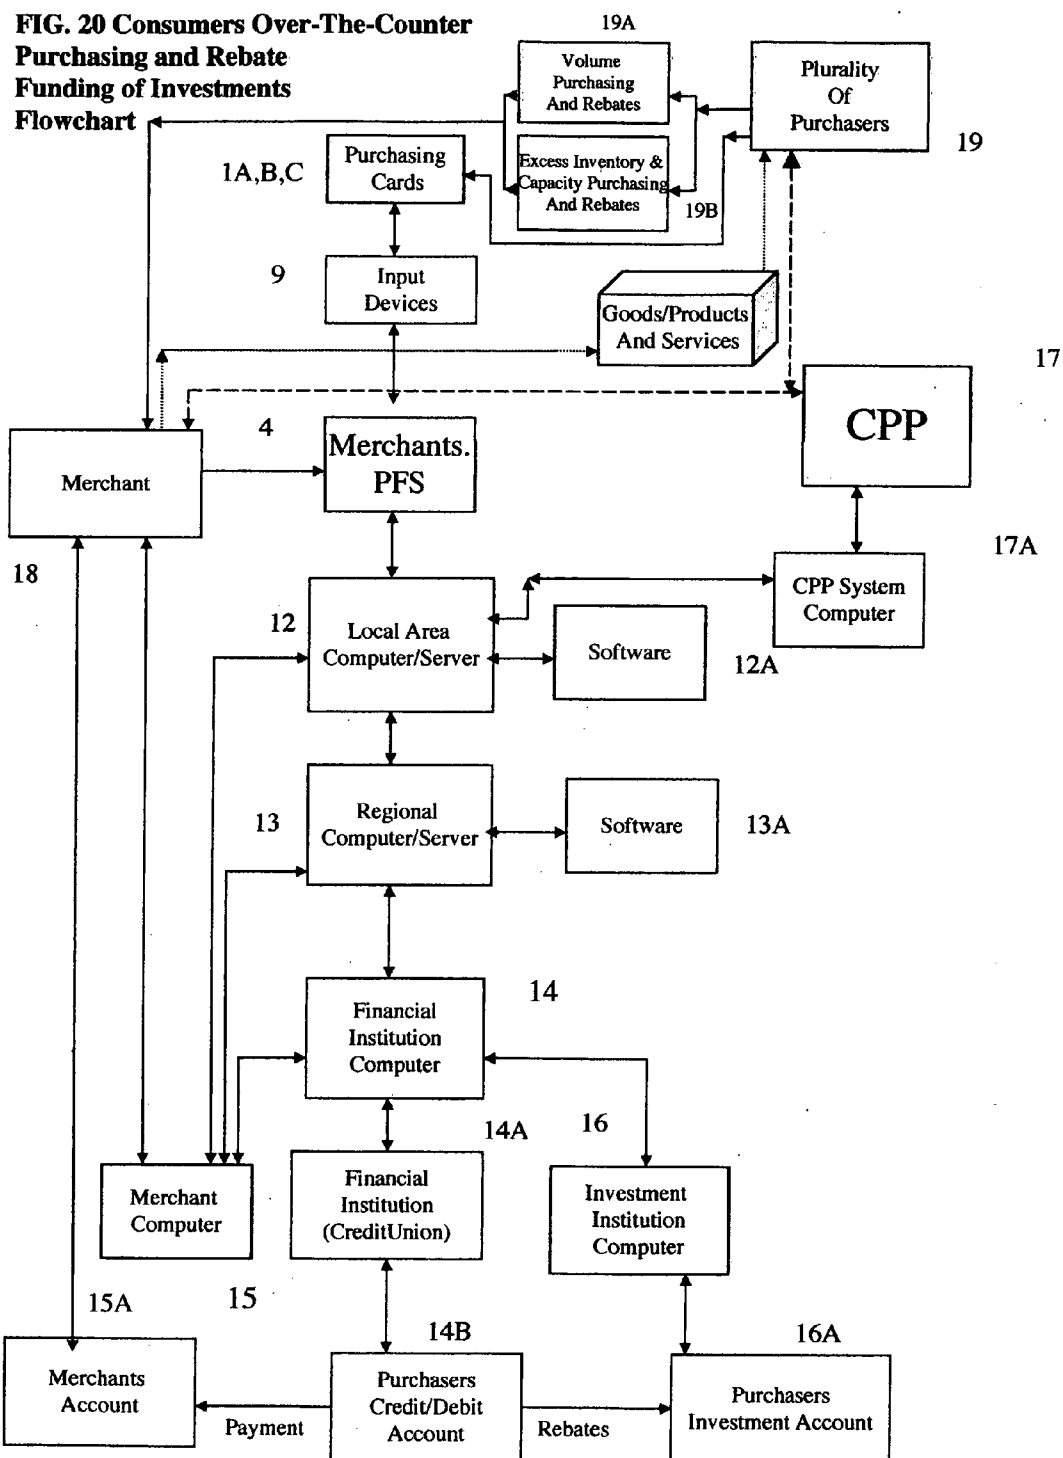 FIG. 20 Consumers Over-The-Counter
Purchasing and Rebate
Funding of Investments
Flowchart
19A
Volume
Purchasing
And Rebates
Plurality
Of
Purchasers
19
1A,B,C
Purchasing
Cards
Excess Inventory &
Capacity Purchasing
And Rebates
19B
9
Input
Devices
Goods/Products
And Services
17
CPP
4
Merchants.
PFS
Merchant
18
17A
CPP System
Computer
12
Local Area
Computer/Server
Software
12A
13
Regional
Computer/Server
Software
13A
14
Financial
Institution
Computer
14A
16
Financial
Institution
(CreditUnion)
Merchant
Computer
Investment
Institution
Computer
15
15A
14B
16A
Merchants
Account
Payment
Purchasers
Credit/Debit
Account
Rebates
Purchasers
Investment Account